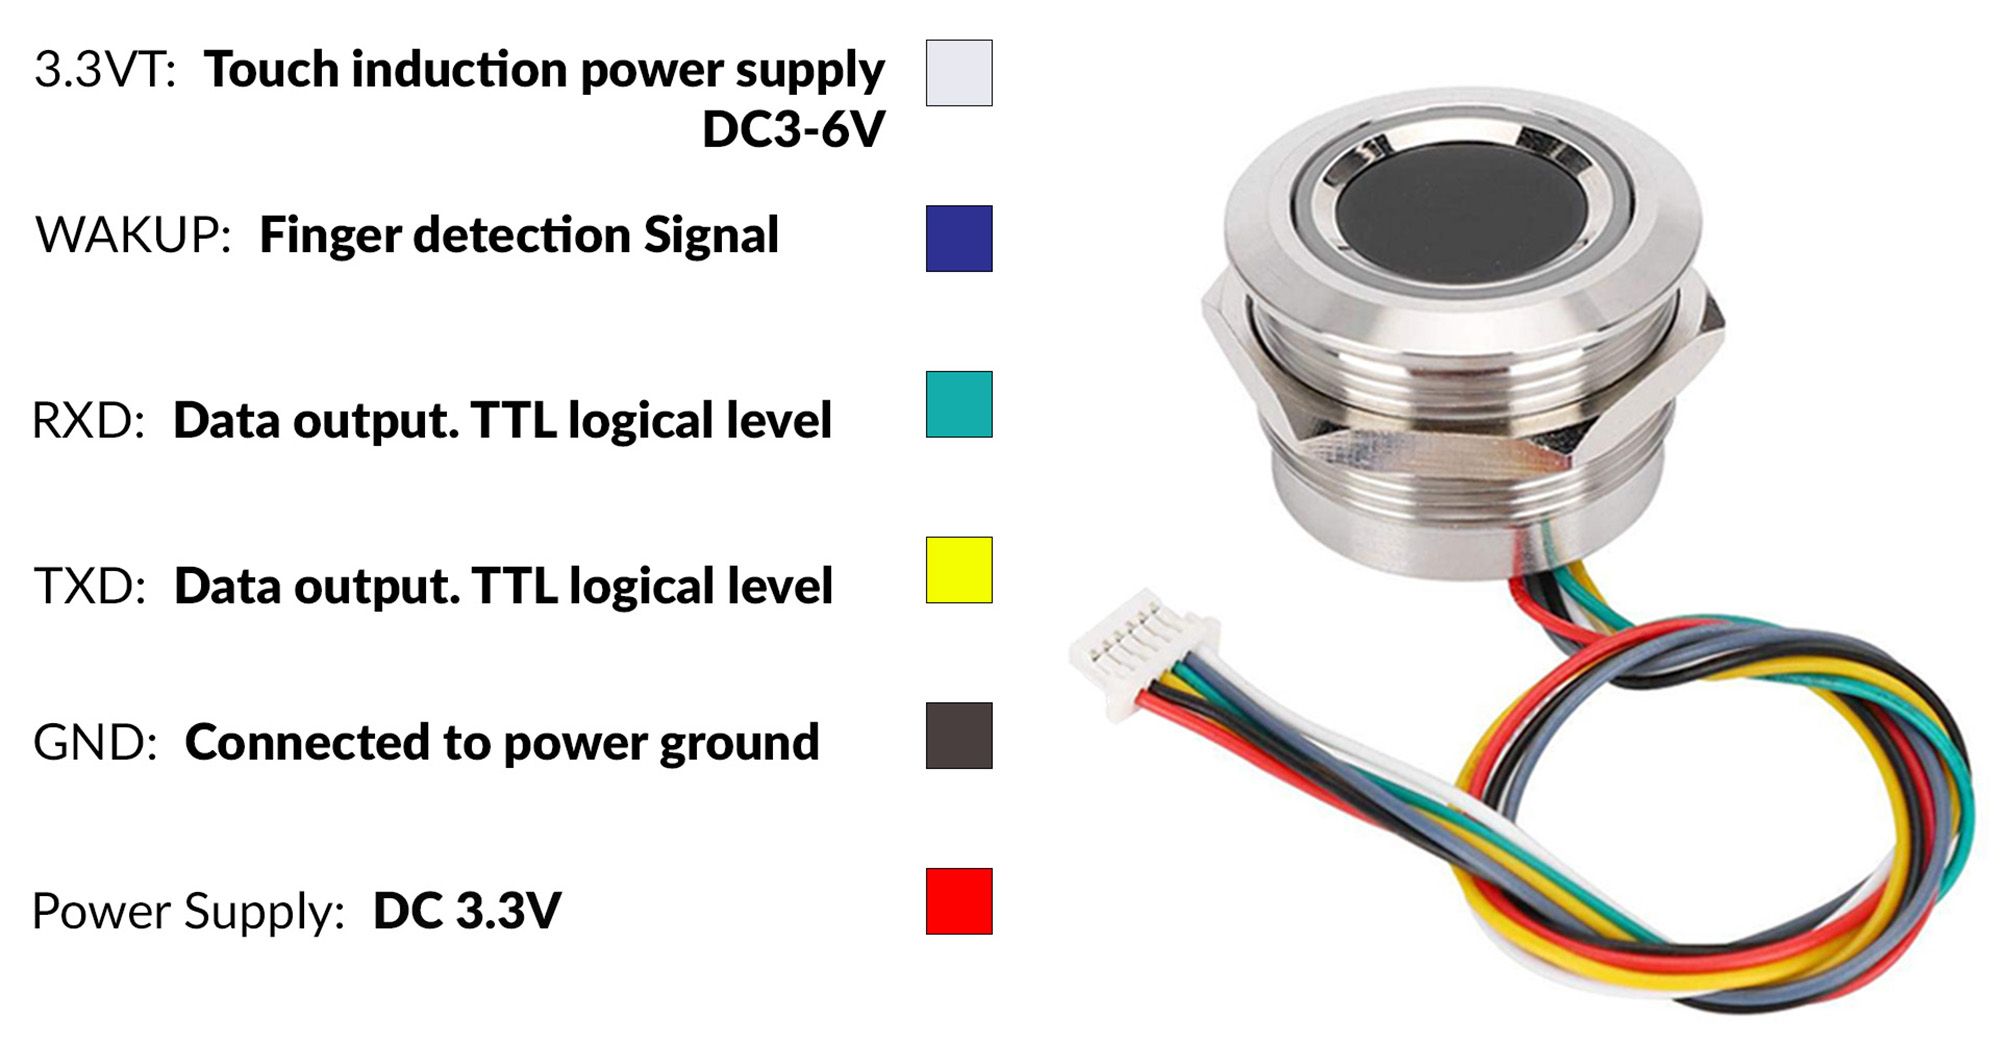 3.3VT: Touch induction power supply
DC3-6V
WAKUP: Finger detection Signal
RXD: Data output. TTL logical level
TXD: Data output. TTL logical level
GND: Connected to power ground
Power Supply: DC 3.3V